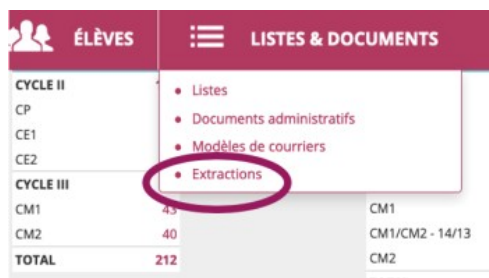 ÉLÈVES
LISTES & DOCUMENTS
CYCLE II
CP
CE1
CE2
CYCLE III
CM1 43
CM2 40
TOTAL 212
• Listes
• Documents administratifs
• Modèles de courriers
• Extractions
CM1
CM1/CM2 - 14/13
CM2